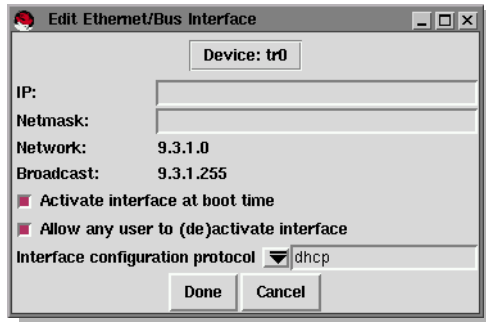 Edit Ethernet/Bus Interface
Device: tr0
IP:
Netmask:
Network: 9.3.1.0
Broadcast: 9.3.1.255
Activate interface at boot time
Allow any user to (de)activate interface
Interface configuration protocol dhcp
Done Cancel